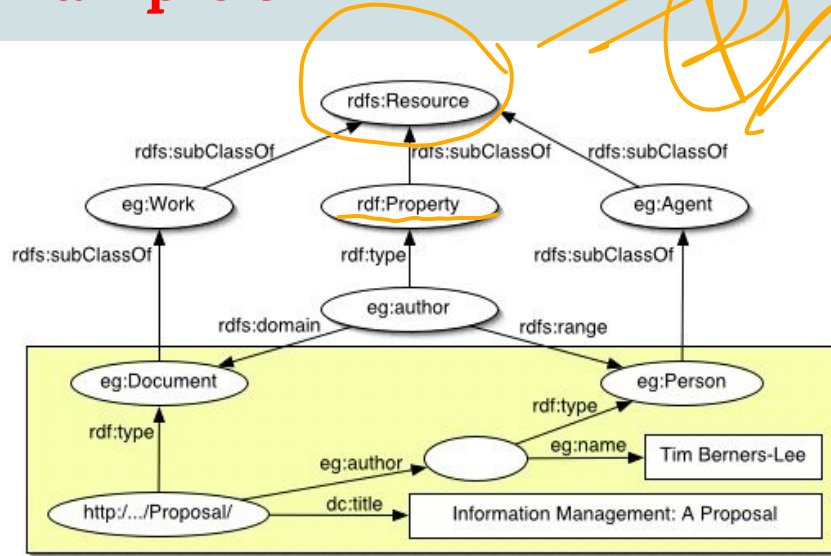 rdfs:Resource
rdfs:subClassOf rdfs:subClassOf rdfs:subClassOf
eg:Work rdf:Property eg:Agent
rdfs:subClassOf rdf:type rdfs:subClassOf
eg:author
rdfs:domain rdfs:range
eg:Document eg:Person
rdf:type rdf:type
eg:author eg:name Tim Berners-Lee
http:/.../Proposal/ dc:title Information Management: A Proposal